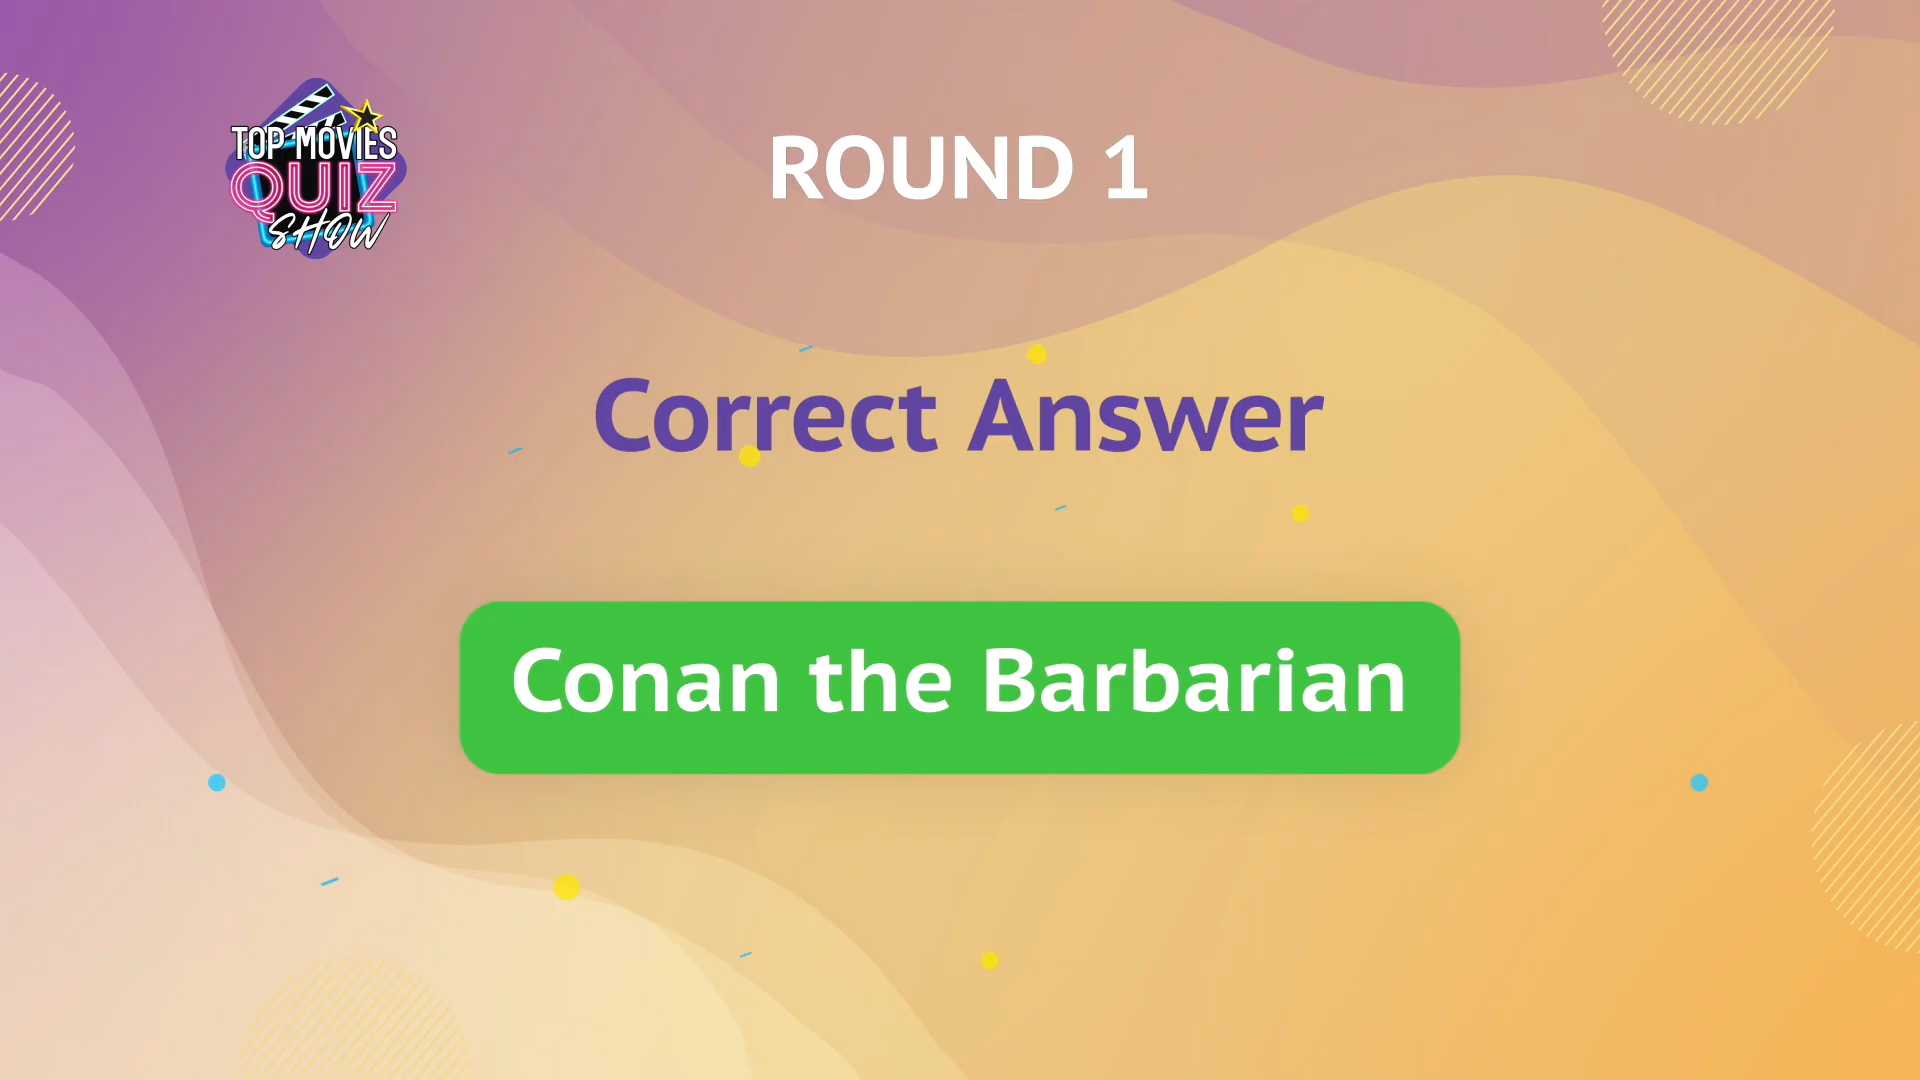 TOP MOVIES
QUIZ
SHOW
ROUND 1
Correct Answer
Conan the Barbarian